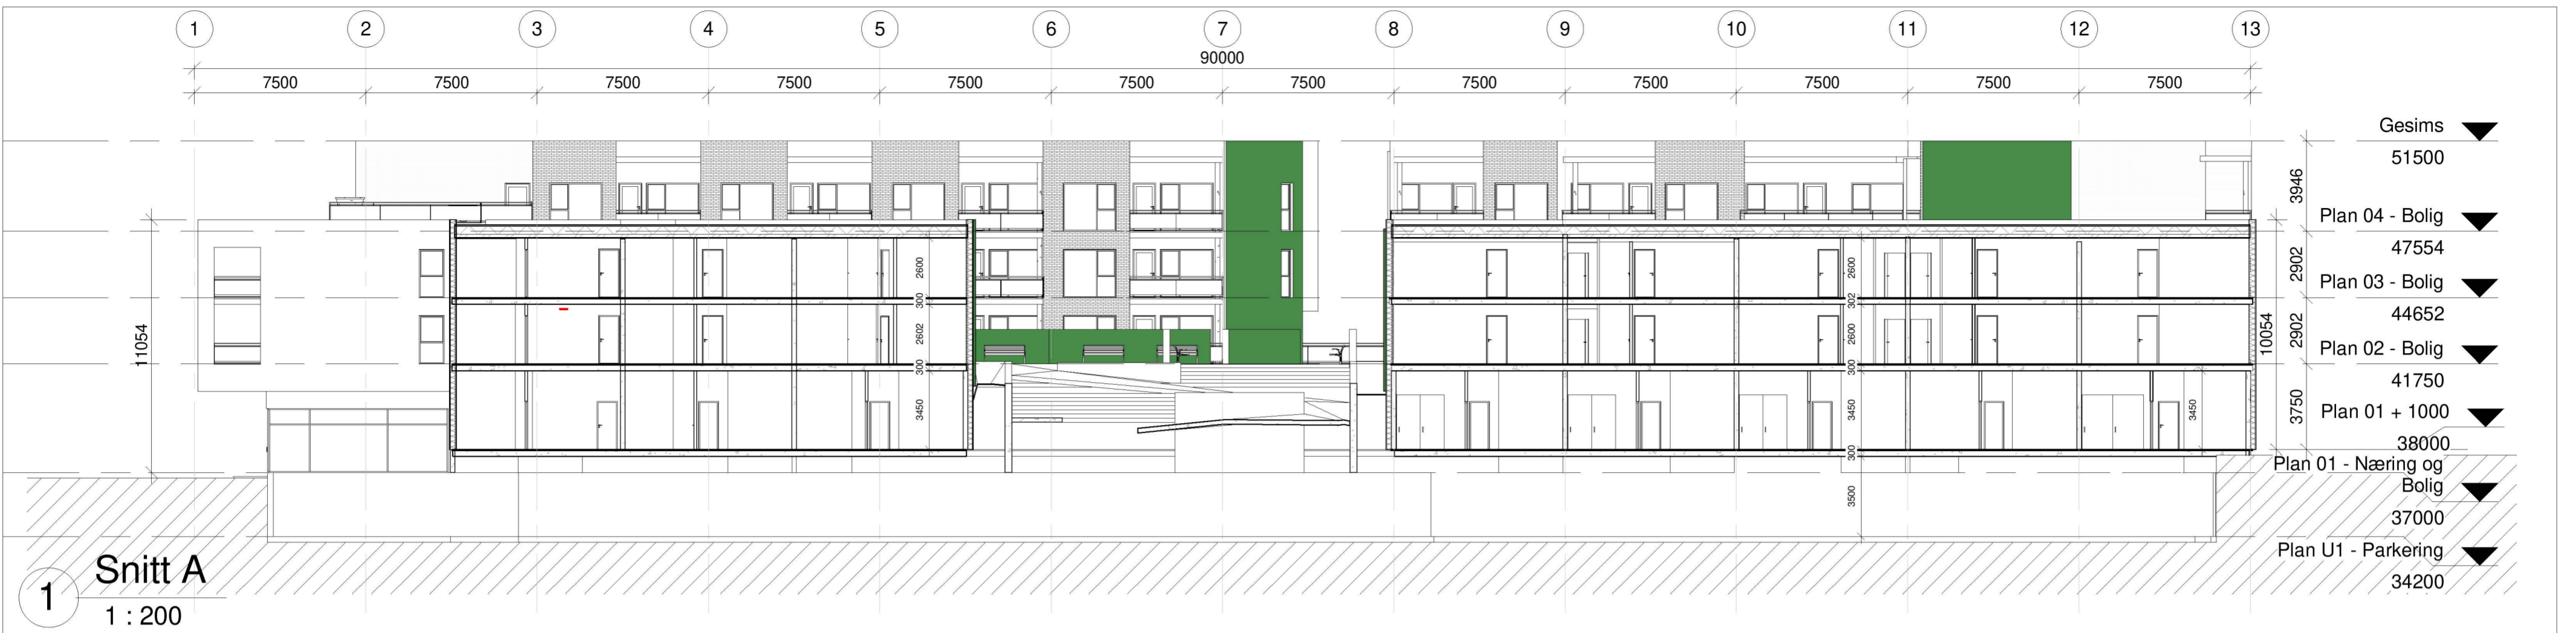 1 2 3 4 5 6 7 8 9 10 11 12 13
90000
7500 7500 7500 7500 7500 7500 7500 7500 7500 7500 7500 7500
Gesims
51500
3946
Plan 04 - Bolig
47554
2902
Plan 03 - Bolig
44652
2902
Plan 02 - Bolig
41750
3750
Plan 01 + 1000
38000
Plan 01 - Næring og
Bolig
37000
Plan U1 - Parkering
34200
11054
10054
2600
300
2602
300
3450
2600
302
2600
300
3450
300
3500
3450
1
Snitt A
1 : 200